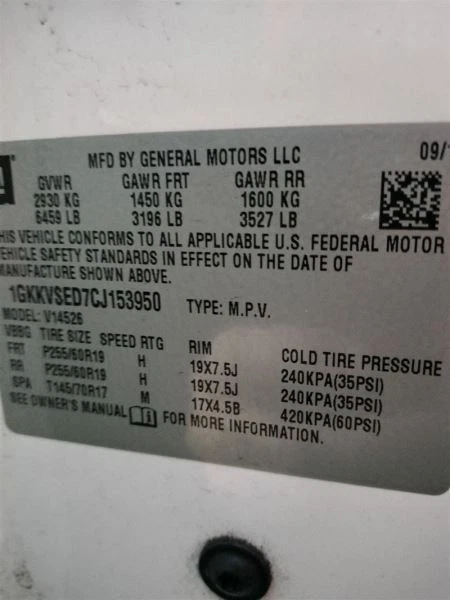 MFD BY GENERAL MOTORS LLC 09/1
GVWR GAWR FRT GAWR RR
2930 KG 1450 KG 1600 KG
6459 LB 3196 LB 3527 LB
THIS VEHICLE CONFORMS TO ALL APPLICABLE U.S. FEDERAL MOTOR
VEHICLE SAFETY STANDARDS IN EFFECT ON THE DATE OF
MANUFACTURE SHOWN ABOVE.
1GKKVSED7CJ153950 TYPE: M.P.V.
MODEL: V14526
VBBG TIRE SIZE SPEED RTG RIM COLD TIRE PRESSURE
FRT P255/60R19 H 19X7.5J 240KPA(35PSI)
RR P255/60R19 H 19X7.5J 240KPA(35PSI)
SPA T145/70R17 M 17X4.5B 420KPA(60PSI)
SEE OWNER'S MANUAL FOR MORE INFORMATION.